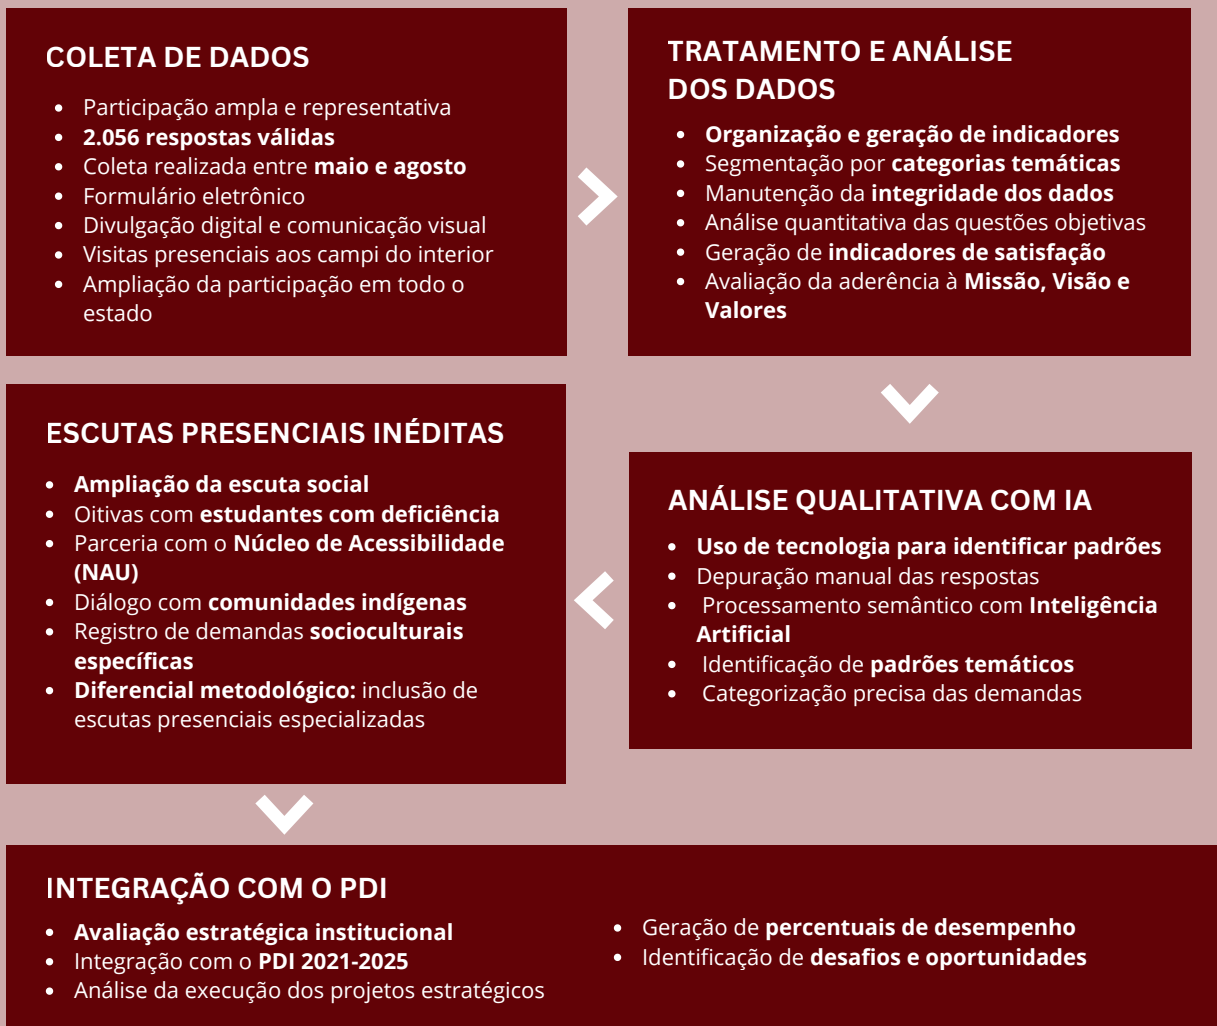 COLETA DE DADOS
• Participação ampla e representativa
• 2.056 respostas válidas
• Coleta realizada entre maio e agosto
• Formulário eletrônico
• Divulgação digital e comunicação visual
• Visitas presenciais aos campi do interior
• Ampliação da participação em todo o
estado
TRATAMENTO E ANÁLISE
DOS DADOS
• Organização e geração de indicadores
• Segmentação por categorias temáticas
• Manutenção da integridade dos dados
• Análise quantitativa das questões objetivas
• Geração de indicadores de satisfação
• Avaliação da aderência à Missão, Visão e
Valores
ANÁLISE QUALITATIVA COM IA
• Uso de tecnologia para identificar padrões
• Depuração manual das respostas
• Processamento semântico com Inteligência
Artificial
• Identificação de padrões temáticos
• Categorização precisa das demandas
ESCUTAS PRESENCIAIS INÉDITAS
• Ampliação da escuta social
• Oitivas com estudantes com deficiência
• Parceria com o Núcleo de Acessibilidade
(NAU)
• Diálogo com comunidades indígenas
• Registro de demandas socioculturais
específicas
• Diferencial metodológico: inclusão de
escutas presenciais especializadas
INTEGRAÇÃO COM O PDI
• Avaliação estratégica institucional
• Integração com o PDI 2021-2025
• Análise da execução dos projetos estratégicos
• Geração de percentuais de desempenho
• Identificação de desafios e oportunidades